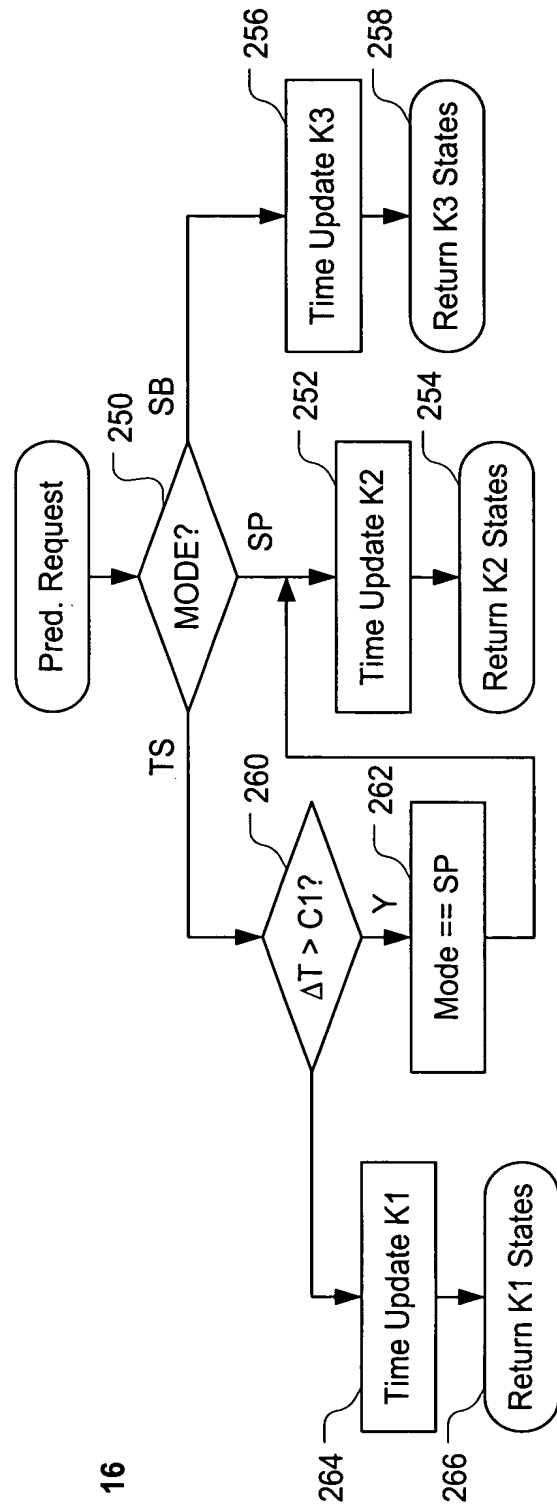 16
Pred. Request
MODE?
250
TS
SP
SB
ΔT > C1?
260
Y
Mode == SP
262
Time Update K1
264
Return K1 States
266
Time Update K2
252
Return K2 States
254
Time Update K3
256
Return K3 States
258